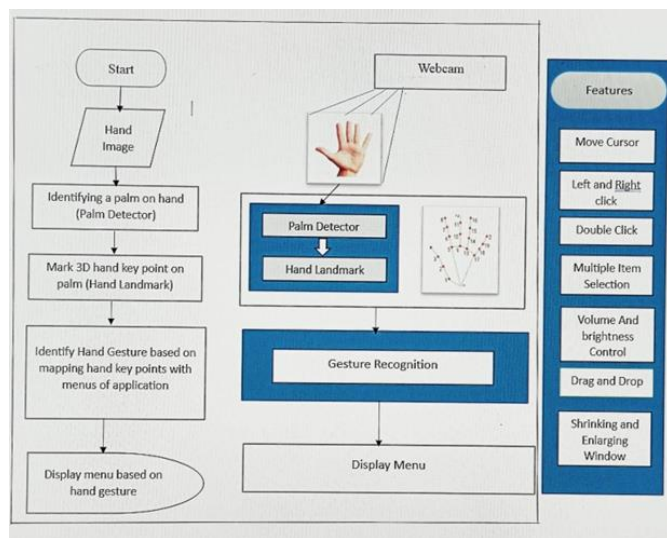 Start
Hand
Image
Identifying a palm on hand
(Palm Detector)
Mark 3D hand key point on
palm (Hand Landmark)
Identify Hand Gesture based on
mapping hand key points with
menus of application
Display menu based on
hand gesture
Webcam
Palm Detector
Hand Landmark
Gesture Recognition
Display Menu
Features
Move Cursor
Left and Right
click
Double Click
Multiple Item
Selection
Volume And
brightness
Control
Drag and Drop
Shrinking and
Enlarging
Window